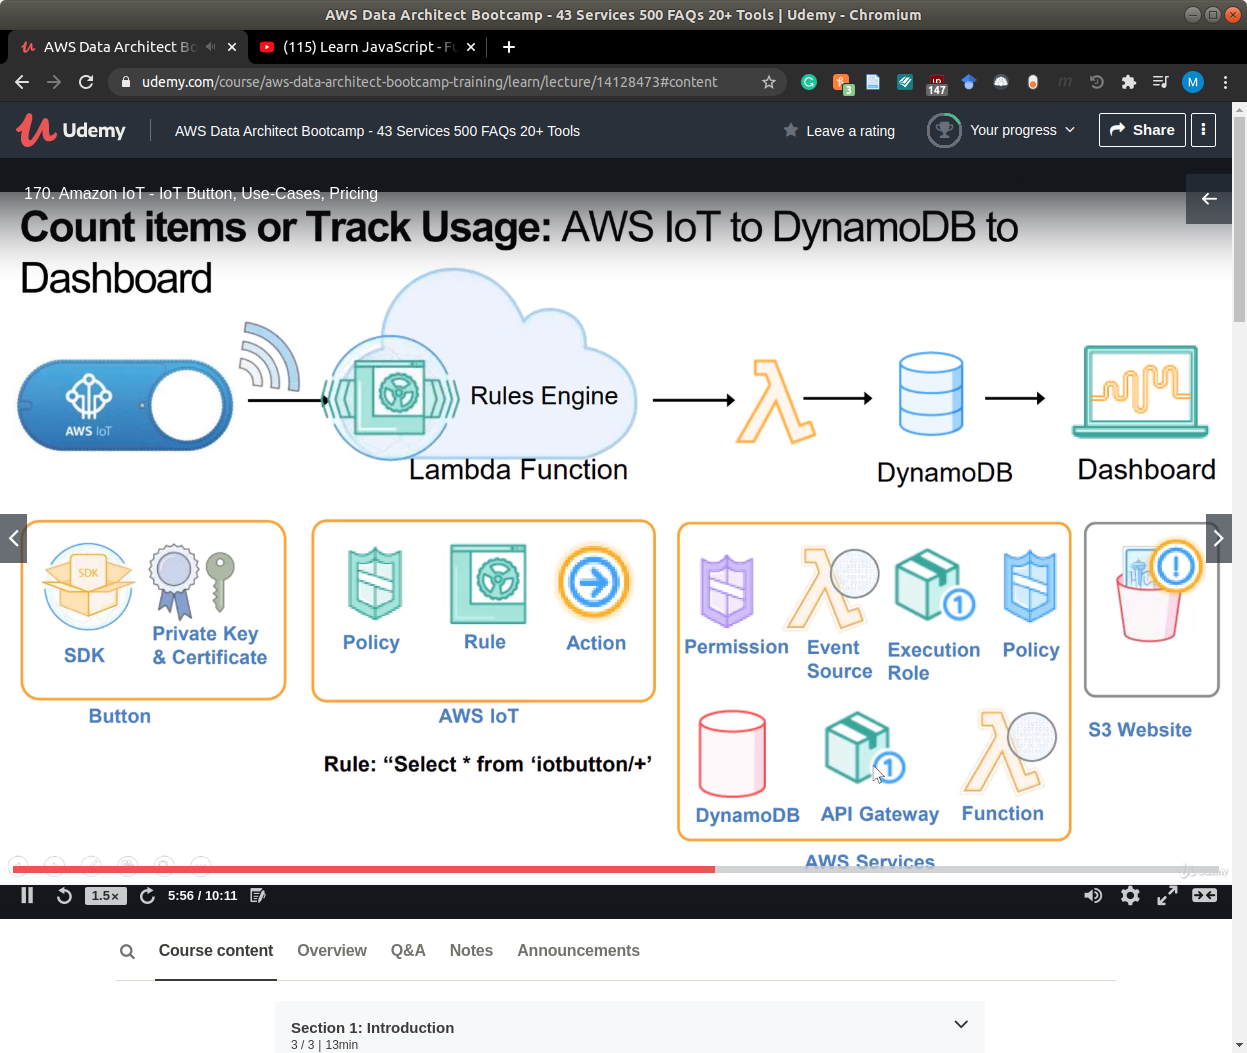 AWS Data Architect Bootcamp - 43 Services 500 FAQs 20+ Tools | Udemy - Chromium
AWS Data Architect Bo
(115) Learn JavaScript - Fu
udemy.com/course/aws-data-architect-bootcamp-training/learn/lecture/14128473#content
3
147
M
Udemy
AWS Data Architect Bootcamp - 43 Services 500 FAQs 20+ Tools
Leave a rating
Your progress
Share
170. Amazon IoT - IoT Button, Use-Cases, Pricing
Count items or Track Usage: AWS IoT to DynamoDB to
Dashboard
AWS IoT
Rules Engine
Lambda Function
DynamoDB
Dashboard
SDK
SDK
Private Key
& Certificate
Button
Policy
Rule
Action
AWS IoT
Rule: “Select * from ‘iotbutton/+’
Permission
Event
Source
1
Execution
Role
Policy
DynamoDB
1
API Gateway
Function
AWS Services
S3 Website
1.5×
5:56 / 10:11
Course content
Overview
Q&A
Notes
Announcements
Section 1: Introduction
3 / 3 | 13min